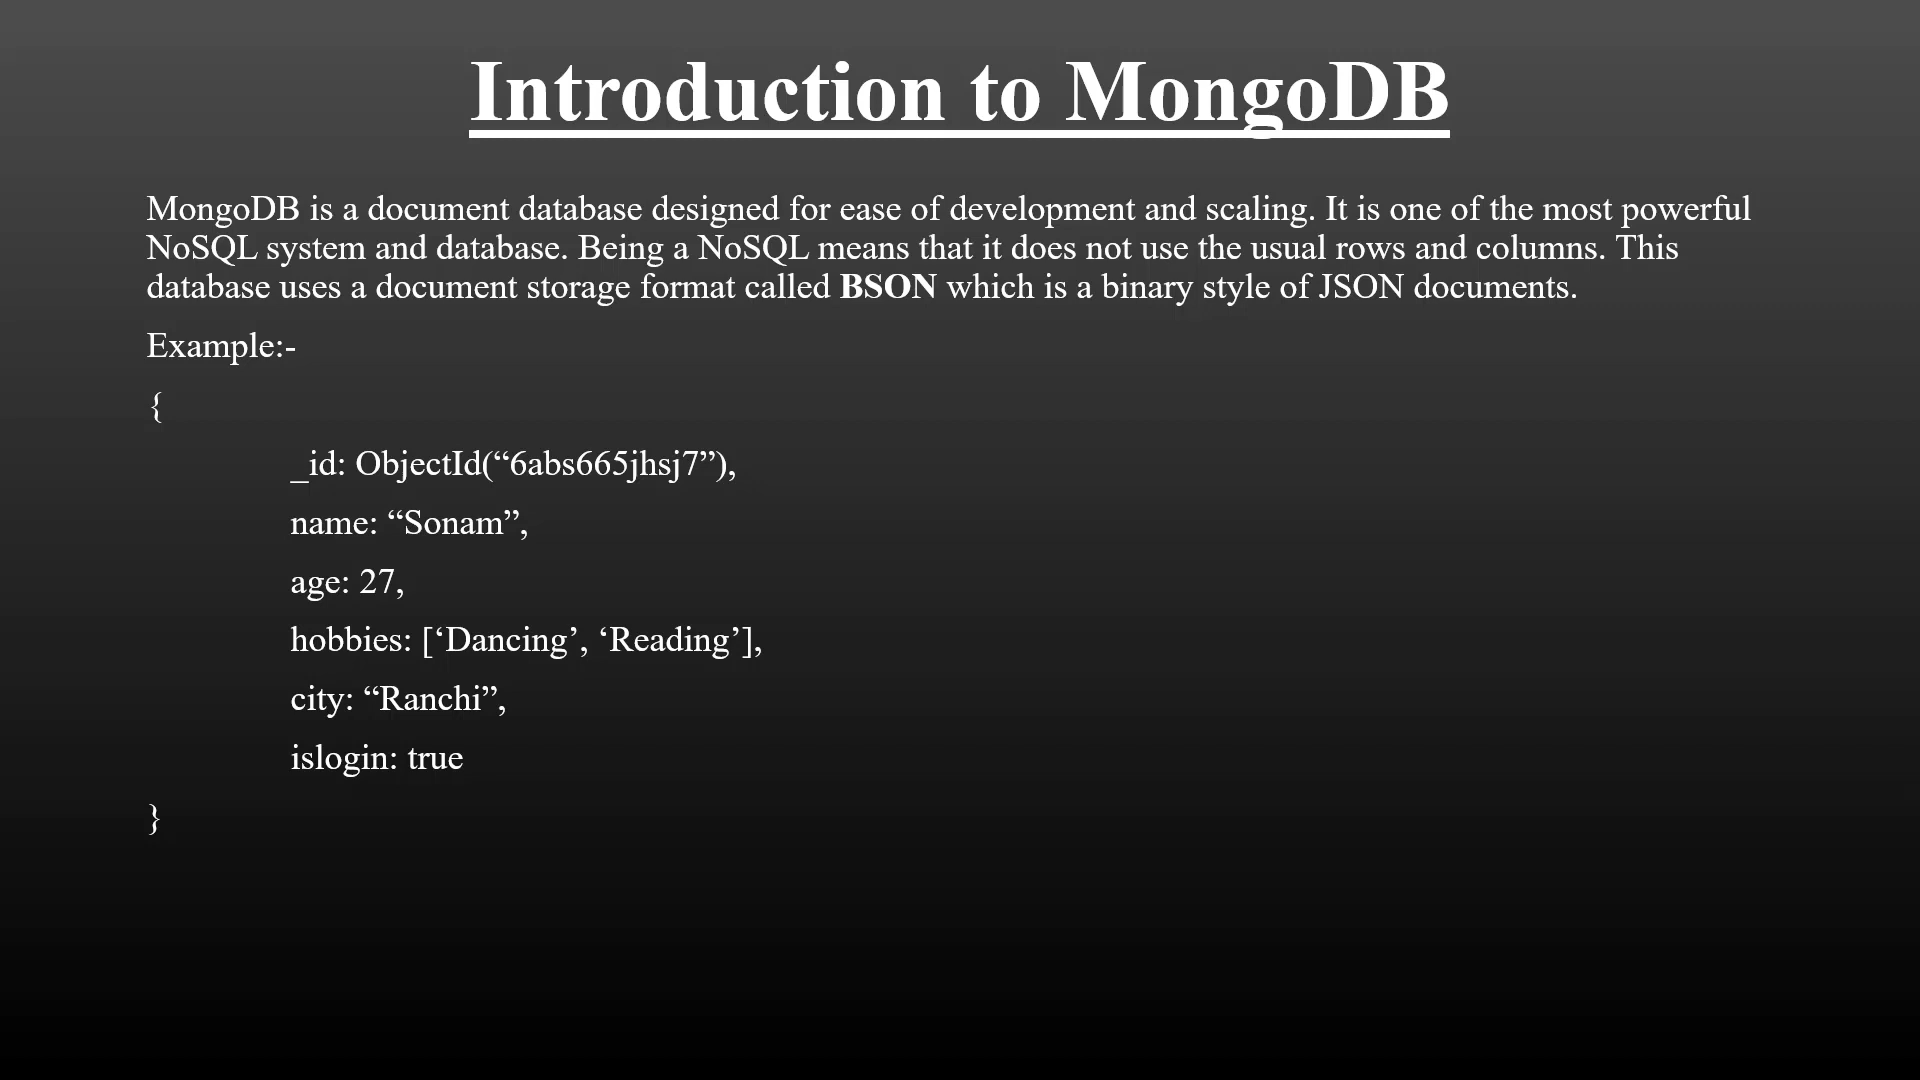 Introduction to MongoDB
MongoDB is a document database designed for ease of development and scaling. It is one of the most powerful
NoSQL system and database. Being a NoSQL means that it does not use the usual rows and columns. This
database uses a document storage format called BSON which is a binary style of JSON documents.
Example:-
{
_id: ObjectId(“6abs665jhsj7”),
name: “Sonam”,
age: 27,
hobbies: [‘Dancing’, ‘Reading’],
city: “Ranchi”,
islogin: true
}